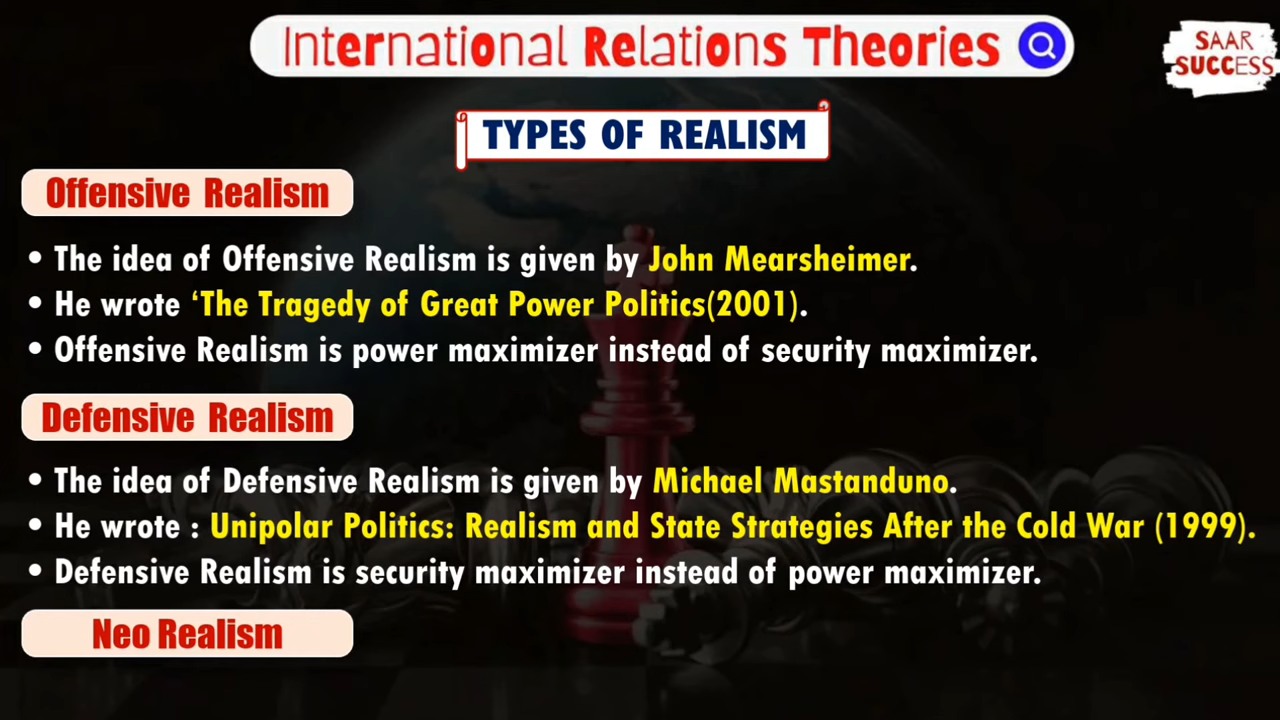 International Relations Theories
SAAR
SUCCESS
TYPES OF REALISM
Offensive Realism
• The idea of Offensive Realism is given by John Mearsheimer.
• He wrote ‘The Tragedy of Great Power Politics(2001).
• Offensive Realism is power maximizer instead of security maximizer.
Defensive Realism
• The idea of Defensive Realism is given by Michael Mastanduno.
• He wrote : Unipolar Politics: Realism and State Strategies After the Cold War (1999).
• Defensive Realism is security maximizer instead of power maximizer.
Neo Realism